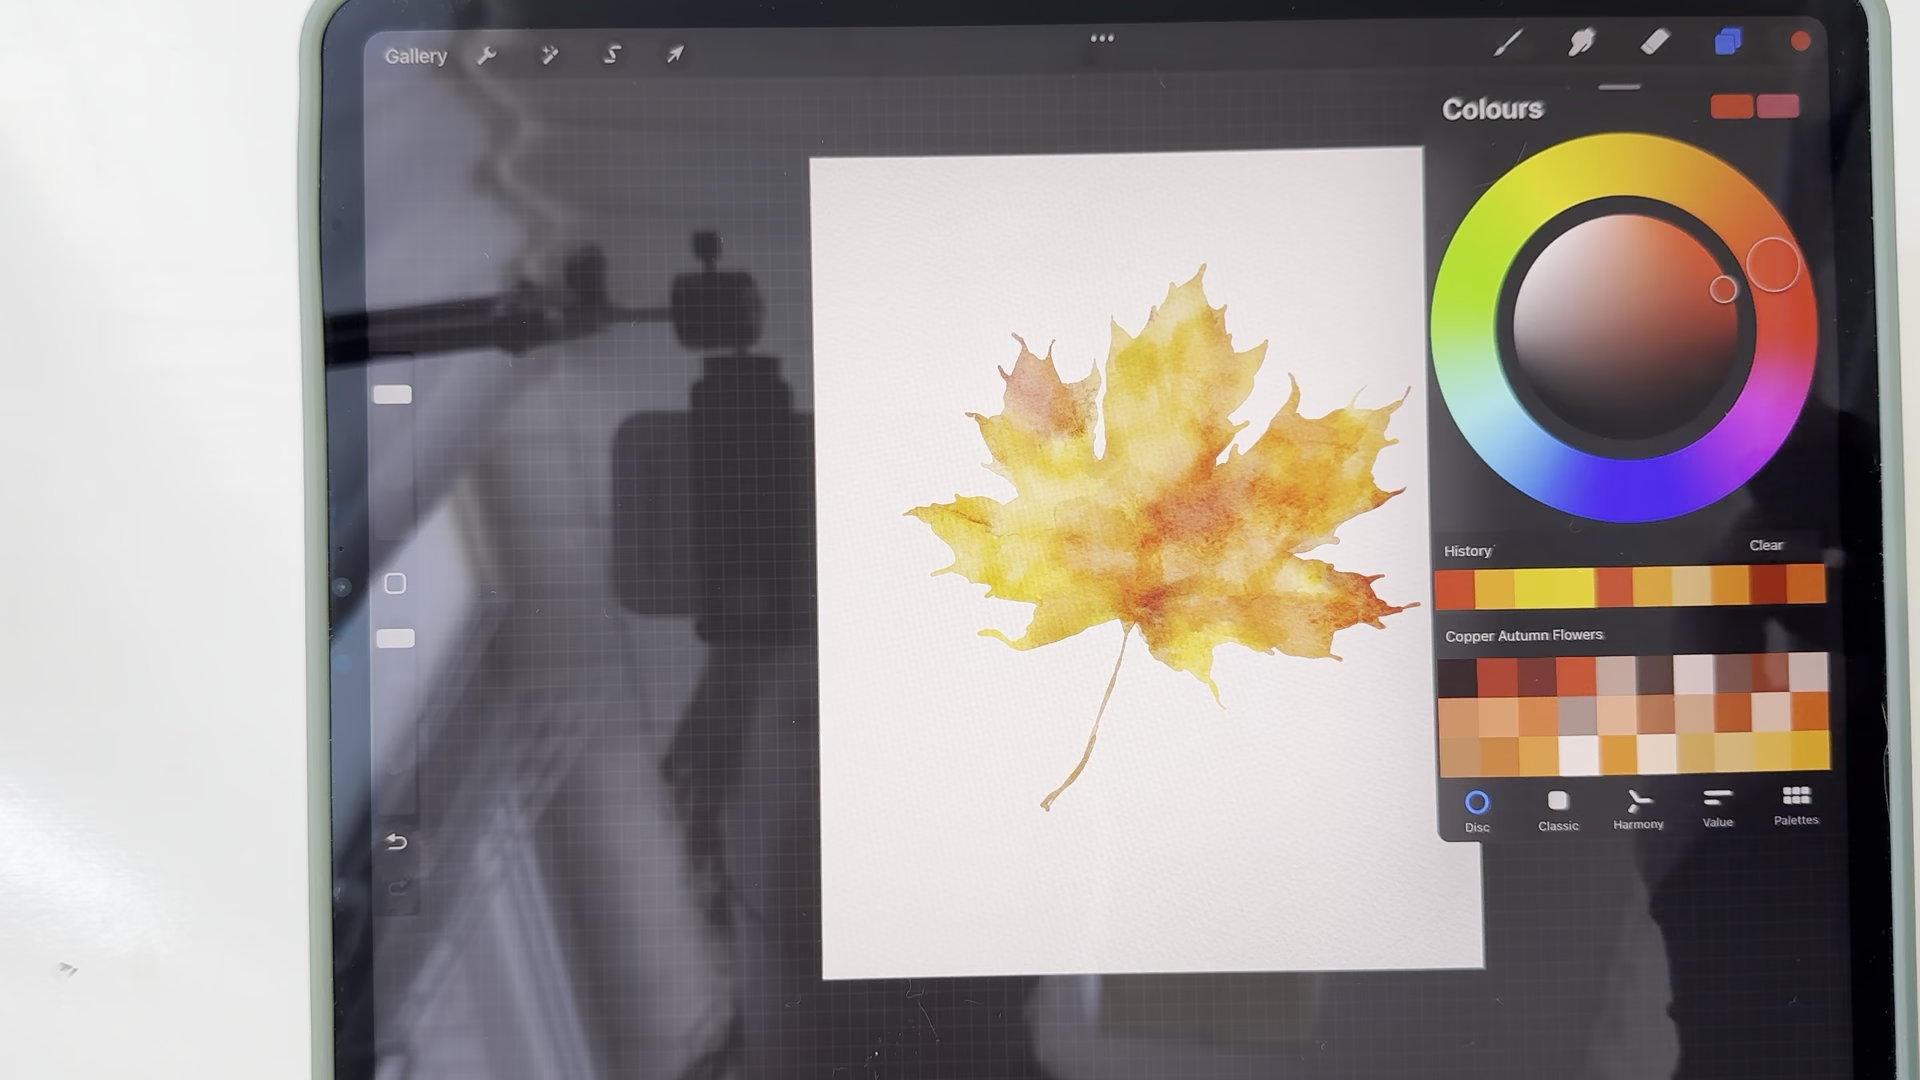 Gallery
Colours
History
Clear
Copper Autumn Flowers
Disc
Classic
Harmony
Value
Palettes